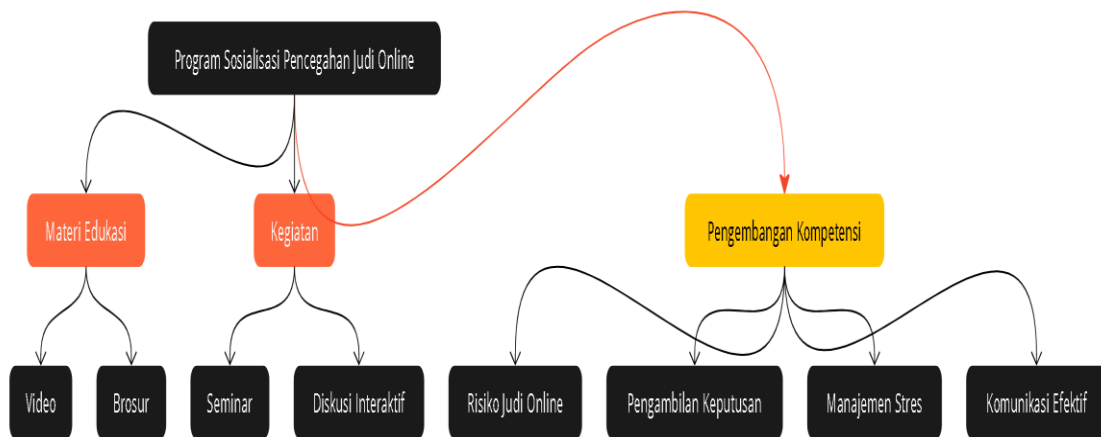 Program Sosialisasi Pencegahan Judi Online
Materi Edukasi
Kegiatan
Pengembangan Kompetensi
Video
Brosur
Seminar
Diskusi Interaktif
Risiko Judi Online
Pengambilan Keputusan
Manajemen Stres
Komunikasi Efektif